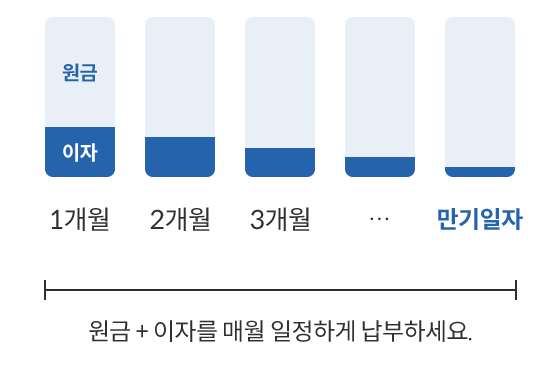 원금
이자
1개월 2개월 3개월 ··· 만기일자
원금 + 이자를 매월 일정하게 납부하세요.